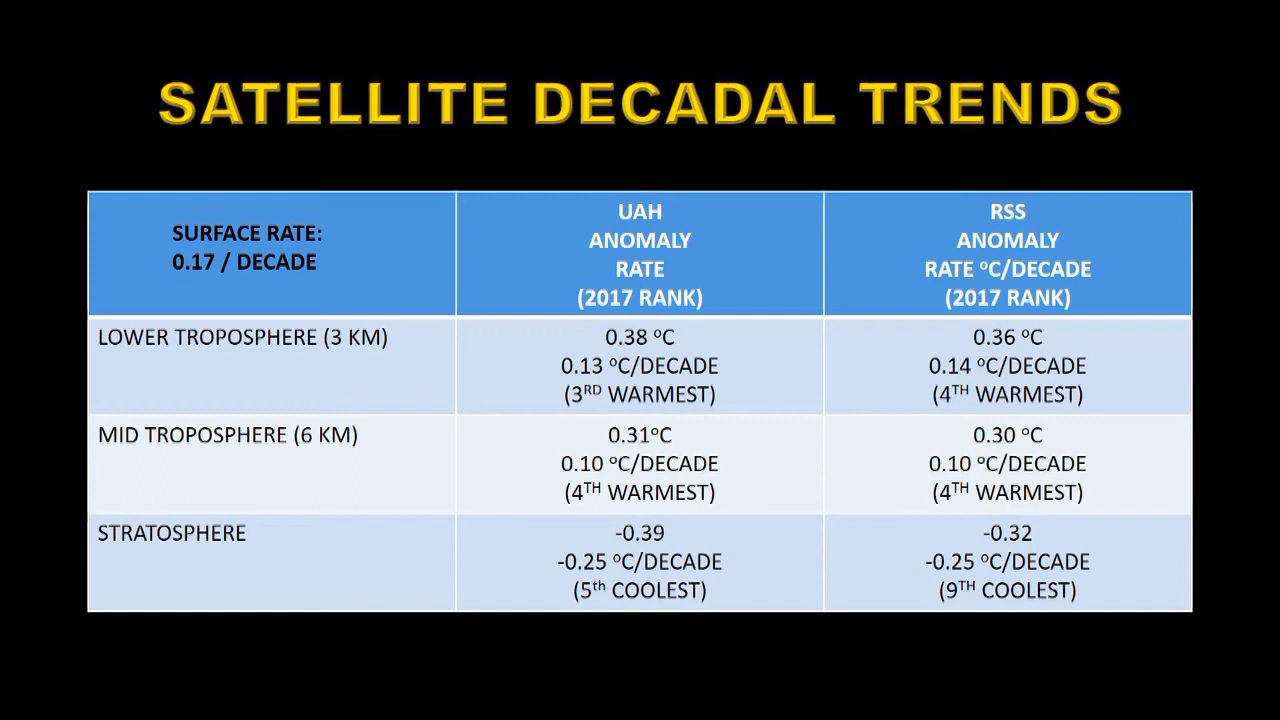 SATELLITE DECADAL TRENDS
SURFACE RATE:
0.17 / DECADE
UAH
ANOMALY
RATE
(2017 RANK)
RSS
ANOMALY
RATE ºC/DECADE
(2017 RANK)
LOWER TROPOSPHERE (3 KM)
0.38 ºC
0.13 ºC/DECADE
(3RD WARMEST)
0.36 ºC
0.14 ºC/DECADE
(4TH WARMEST)
MID TROPOSPHERE (6 KM)
0.31ºC
0.10 ºC/DECADE
(4TH WARMEST)
0.30 ºC
0.10 ºC/DECADE
(4TH WARMEST)
STRATOSPHERE
-0.39
-0.25 ºC/DECADE
(5th COOLEST)
-0.32
-0.25 ºC/DECADE
(9TH COOLEST)